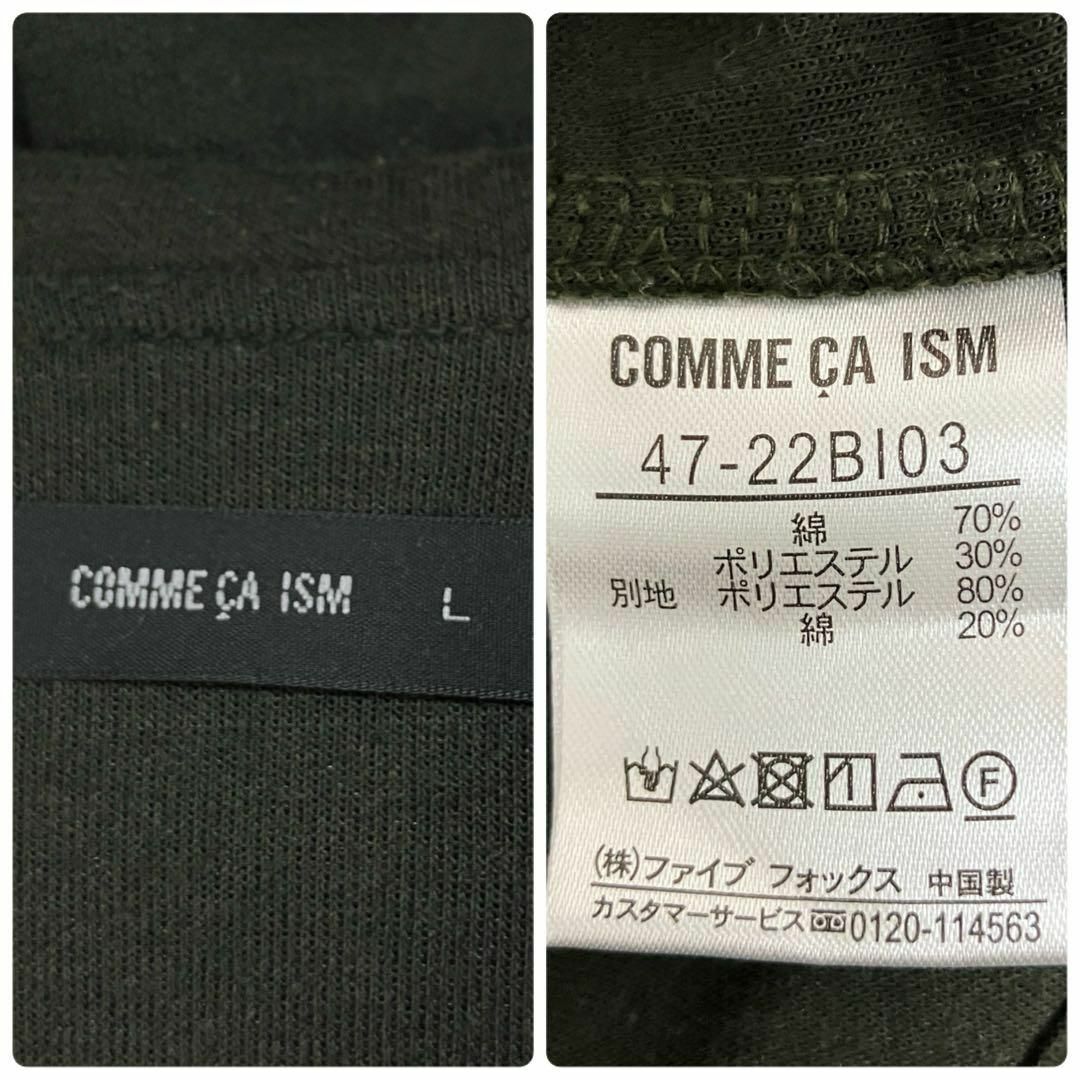 COMME ÇA ISM L
COMME ÇA ISM
47-22BI03
綿 70%
ポリエステル 30%
別地 ポリエステル 80%
綿 20%
F
(株)ファイブ フォックス 中国製
カスタマーサービス 0120-114563